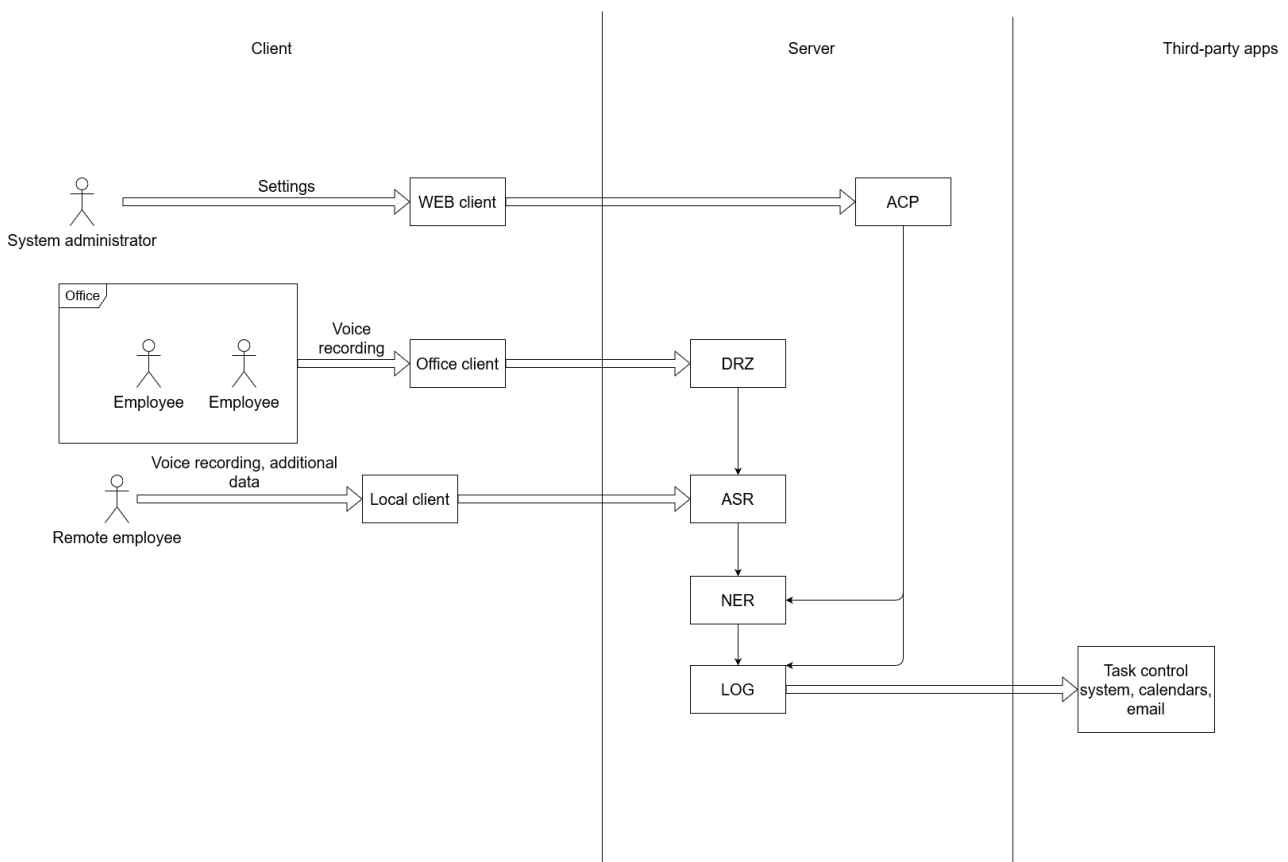 Client
Server
Third-party apps
Settings
WEB client
ACP
System administrator
Office
Voice
recording
Office client
DRZ
Employee
Employee
Voice recording, additional
data
Local client
ASR
Remote employee
NER
LOG
Task control
system, calendars,
email